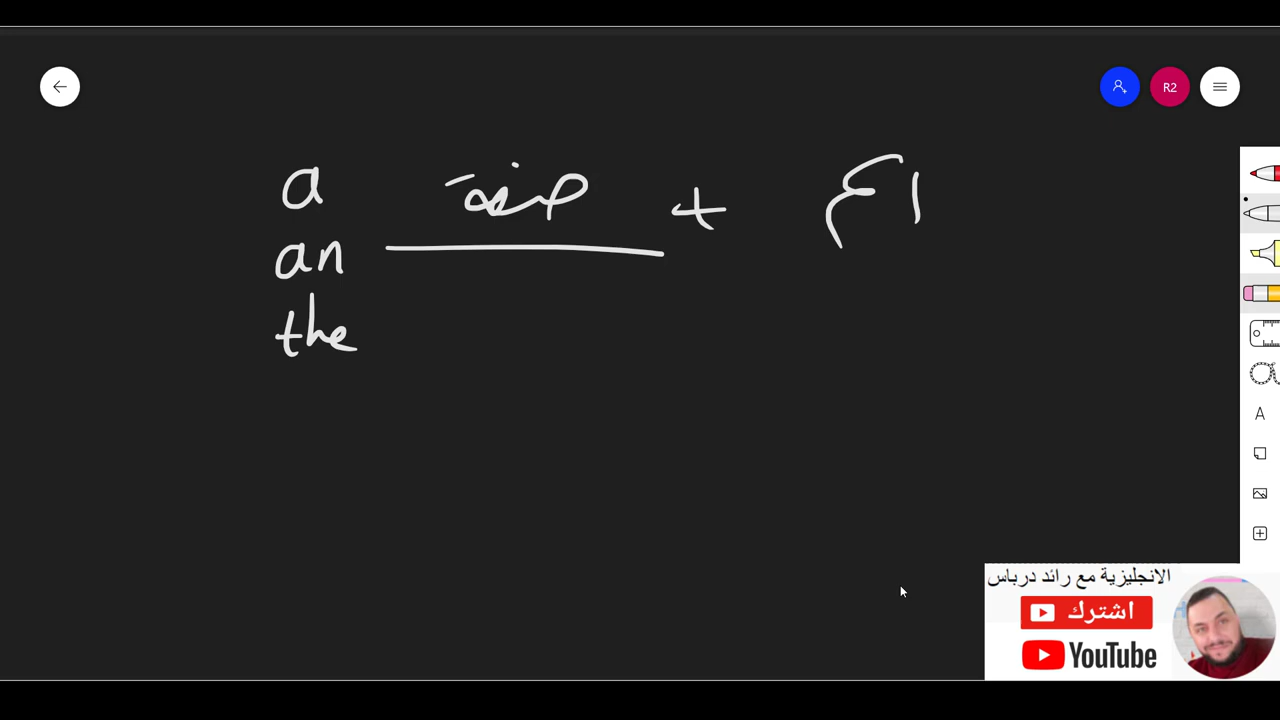 R2
a صفة + اسم
an
the
A
الانجليزية مع رائد درباس
اشترك
YouTube